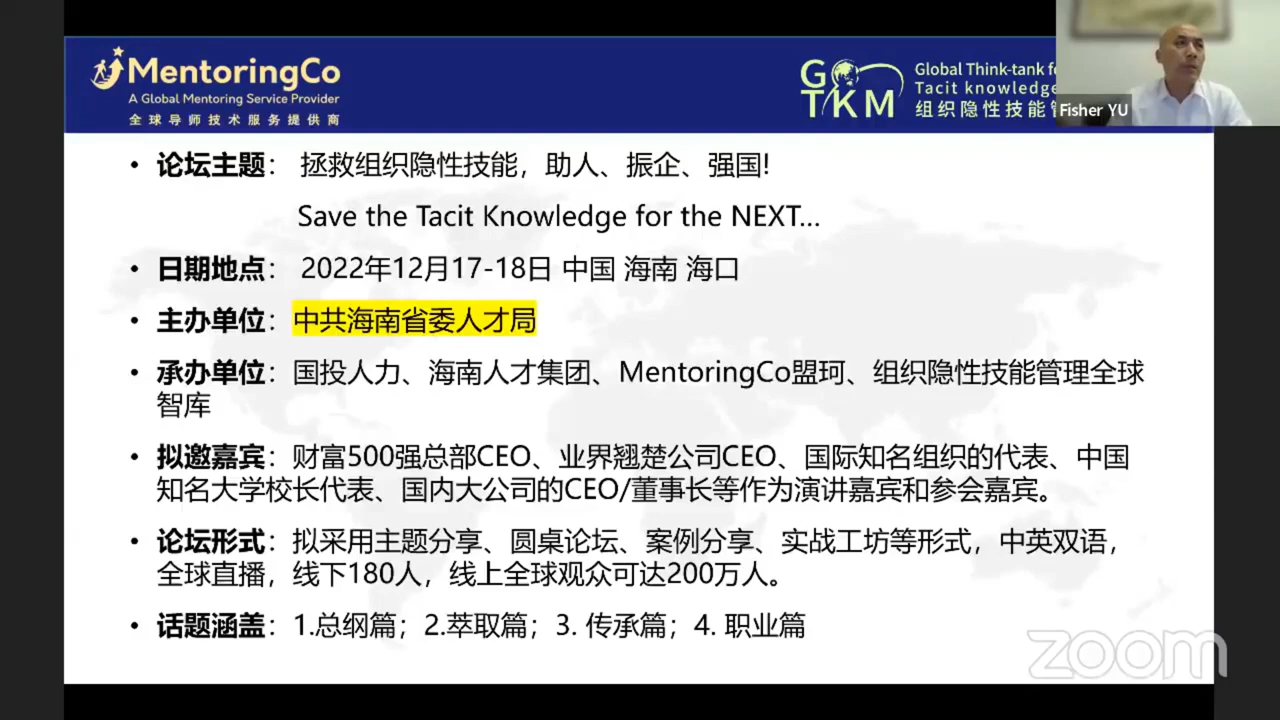 MentoringCo
A Global Mentoring Service Provider
全球导师技术服务提供商
G TKM
Global Think-tank
Tacit knowledge
组织隐性技能
Fisher YU
• 论坛主题： 拯救组织隐性技能，助人、振企、强国!
Save the Tacit Knowledge for the NEXT...
• 日期地点： 2022年12月17-18日 中国 海南 海口
• 主办单位：中共海南省委人才局
• 承办单位：国投人力、海南人才集团、MentoringCo盟珂、组织隐性技能管理全球
智库
• 拟邀嘉宾：财富500强总部CEO、业界翘楚公司CEO、国际知名组织的代表、中国
知名大学校长代表、国内大公司的CEO/董事长等作为演讲嘉宾和参会嘉宾。
• 论坛形式：拟采用主题分享、圆桌论坛、案例分享、实战工坊等形式，中英双语，
全球直播，线下180人，线上全球观众可达200万人。
• 话题涵盖：1.总纲篇；2.萃取篇；3. 传承篇；4. 职业篇
zoom